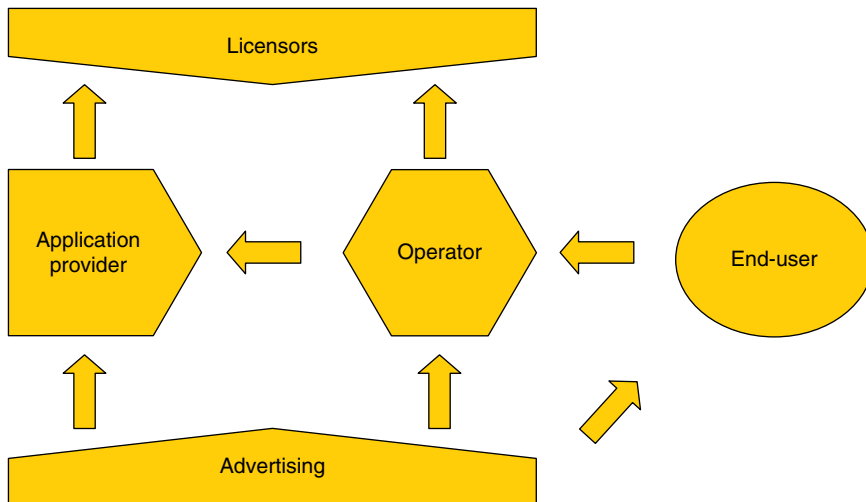 Licensors
Application
provider
Operator
End-user
Advertising